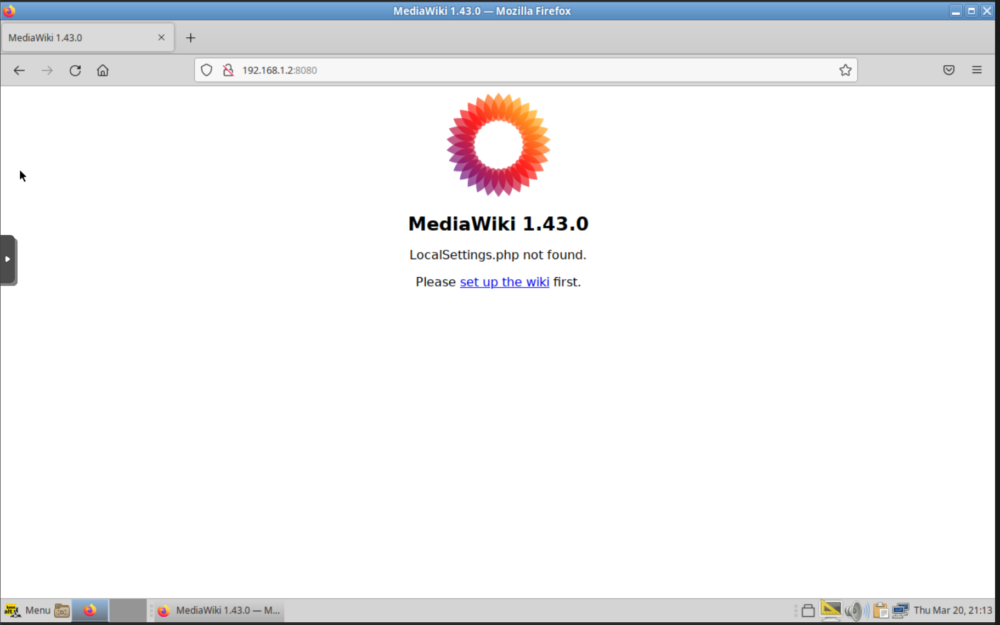 MediaWiki 1.43.0 — Mozilla Firefox
MediaWiki 1.43.0
192.168.1.2:8080
MediaWiki 1.43.0
LocalSettings.php not found.
Please set up the wiki first.
Menu
MediaWiki 1.43.0 — M...
Thu Mar 20, 21:13